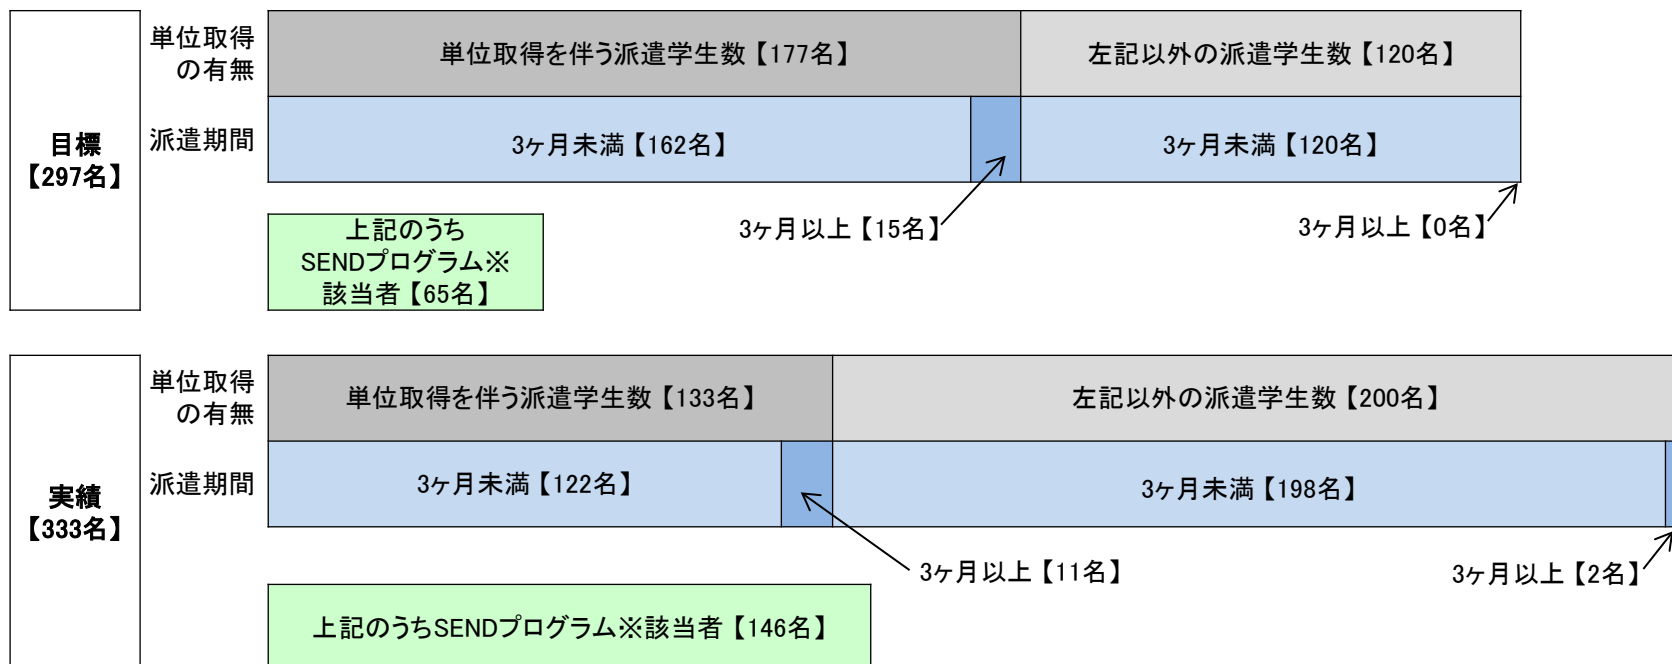 目標
【297名】
単位取得
の有無
単位取得を伴う派遣学生数【177名】
左記以外の派遣学生数【120名】
派遣期間
3ヶ月未満【162名】
3ヶ月未満【120名】
3ヶ月以上【15名】
3ヶ月以上【0名】
上記のうち
SENDプログラム※
該当者【65名】
実績
【333名】
単位取得
の有無
単位取得を伴う派遣学生数【133名】
左記以外の派遣学生数【200名】
派遣期間
3ヶ月未満【122名】
3ヶ月未満【198名】
3ヶ月以上【11名】
3ヶ月以上【2名】
上記のうちSENDプログラム※該当者【146名】